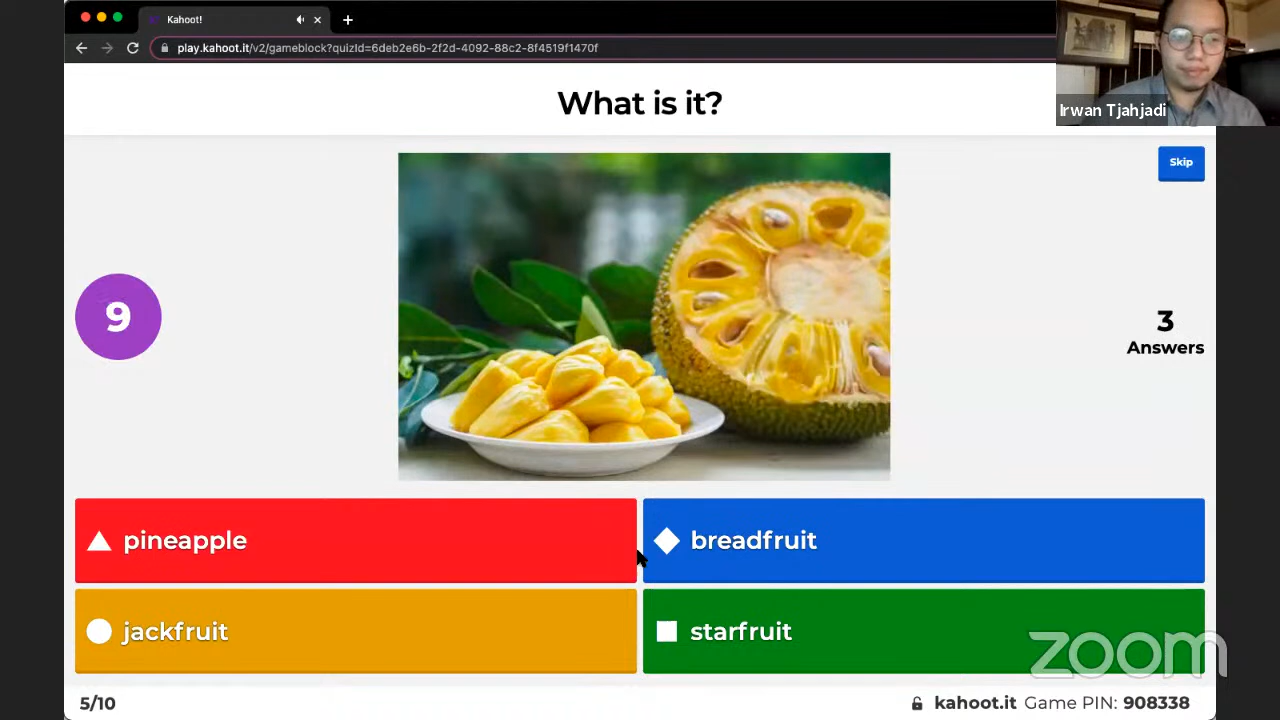 Kahoot!
play.kahoot.it/v2/gameblock?quizId=6deb2e6b-2f2d-4092-88c2-8f4519f1470f
Irwan Tjahjadi
What is it?
Skip
9
3
Answers
pineapple
breadfruit
jackfruit
starfruit
zoom
5/10
kahoot.it Game PIN: 908338